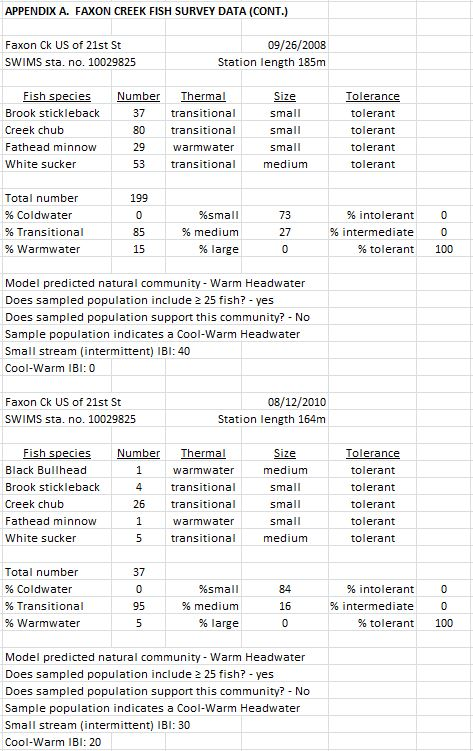 APPENDIX A. FAXON CREEK FISH SURVEY DATA (CONT.)
Faxon Ck US of 21st St 09/26/2008
SWIMS sta. no. 10029825 Station length 185m
Fish species Number Thermal Size Tolerance
Brook stickleback 37 transitional small tolerant
Creek chub 80 transitional small tolerant
Fathead minnow 29 warmwater small tolerant
White sucker 53 transitional medium tolerant
Total number 199
% Coldwater 0 %small 73 % intolerant 0
% Transitional 85 % medium 27 % intermediate 0
% Warmwater 15 % large 0 % tolerant 100
Model predicted natural community - Warm Headwater
Does sampled population include ≥ 25 fish? - yes
Does sampled population support this community? - No
Sample population indicates a Cool-Warm Headwater
Small stream (intermittent) IBI: 40
Cool-Warm IBI: 0
Faxon Ck US of 21st St 08/12/2010
SWIMS sta. no. 10029825 Station length 164m
Fish species Number Thermal Size Tolerance
Black Bullhead 1 warmwater medium tolerant
Brook stickleback 4 transitional small tolerant
Creek chub 26 transitional small tolerant
Fathead minnow 1 warmwater small tolerant
White sucker 5 transitional medium tolerant
Total number 37
% Coldwater 0 %small 84 % intolerant 0
% Transitional 95 % medium 16 % intermediate 0
% Warmwater 5 % large 0 % tolerant 100
Model predicted natural community - Warm Headwater
Does sampled population include ≥ 25 fish? - yes
Does sampled population support this community? - No
Sample population indicates a Cool-Warm Headwater
Small stream (intermittent) IBI: 30
Cool-Warm IBI: 20